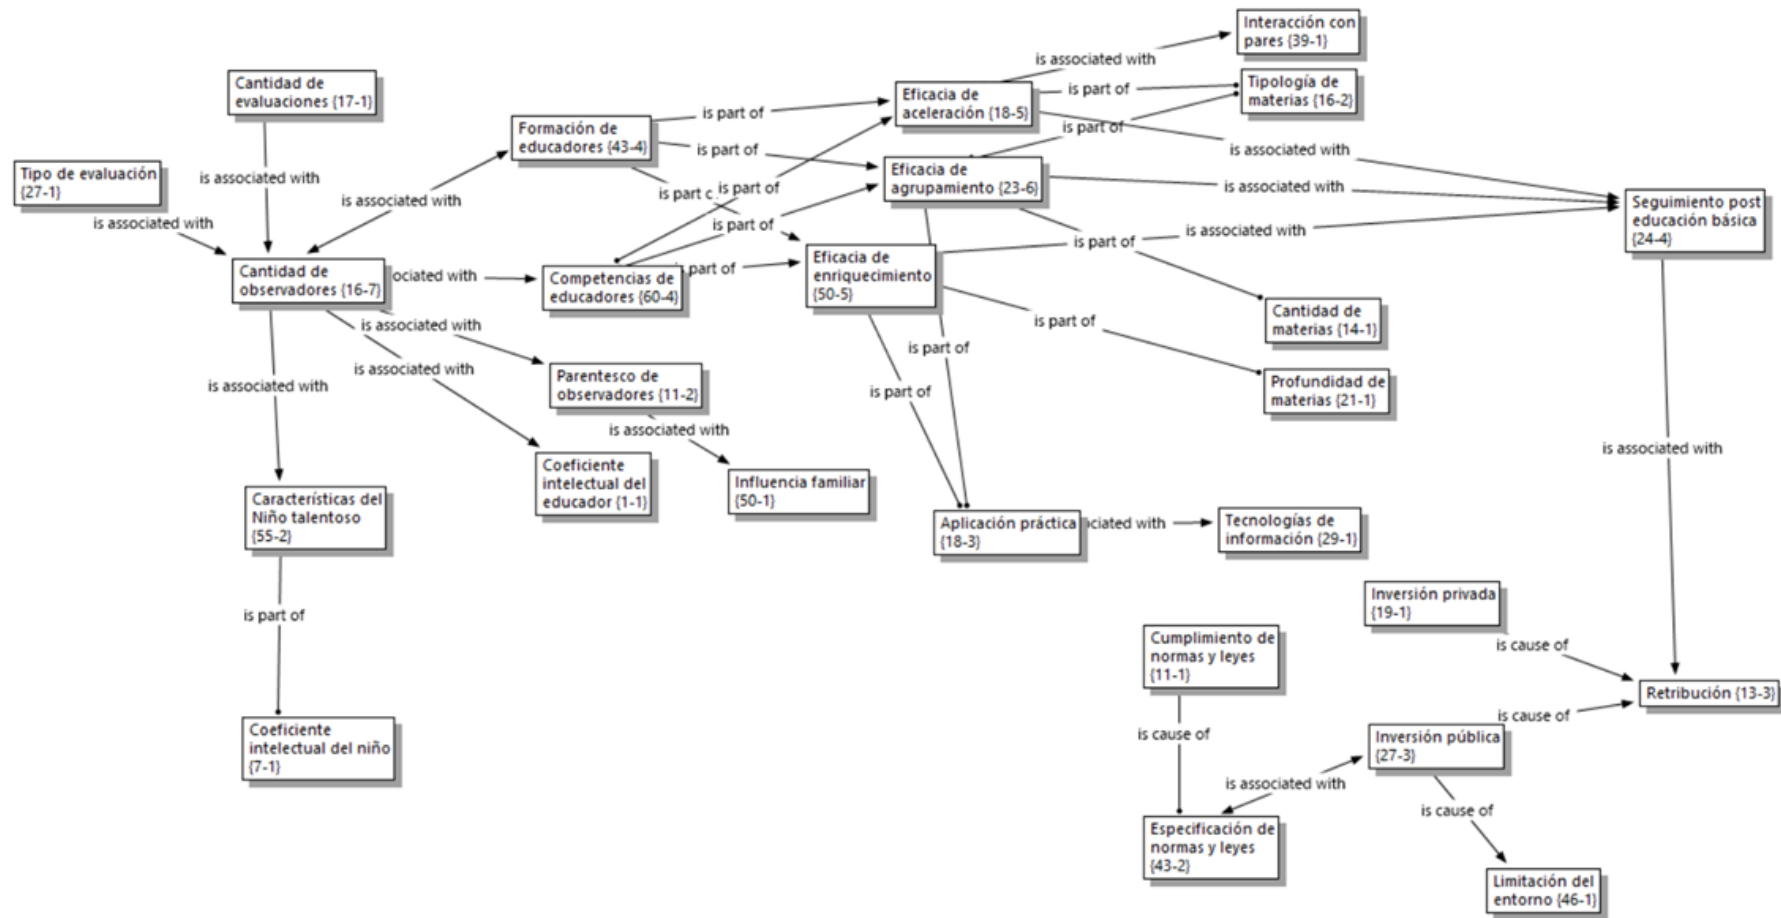 Interacción con
pares {39-1}
is associated with
Cantidad de
evaluaciones {17-1}
Eficacia de
aceleración {18-5}
is part of
Tipología de
materias {16-2}
is part of
Formación de
educadores {43-4}
is part of
is associated with
Tipo de evaluación
{27-1}
is associated with
is part of
Eficacia de
agrupamiento {23-6}
is associated with
is associated with
is part
is part of
Seguimiento post
educación básica
{24-4}
is associated with
is part of
is part of
is associated with
Cantidad de
observadores {16-7}
ociated with
Competencias de
educadores {60-4}
is part of
Eficacia de
enriquecimiento
{50-5}
Cantidad de
materias {14-1}
is associated with
is part of
is part of
is associated with
is associated with
Parentesco de
observadores {11-2}
is part of
Profundidad de
materias {21-1}
is associated with
is associated with
Coeficiente
intelectual del
educador {1-1}
Influencia familiar
{50-1}
Características del
Niño talentoso
{55-2}
Aplicación práctica
{18-3}
ociated with
Tecnologías de
información {29-1}
is part of
Inversión privada
{19-1}
Cumplimiento de
normas y leyes
{11-1}
is cause of
Retribución {13-3}
Coeficiente
intelectual del niño
{7-1}
is cause of
is cause of
Inversión pública
{27-3}
is associated with
is cause of
Especificación de
normas y leyes
{43-2}
Limitación del
entorno {46-1}